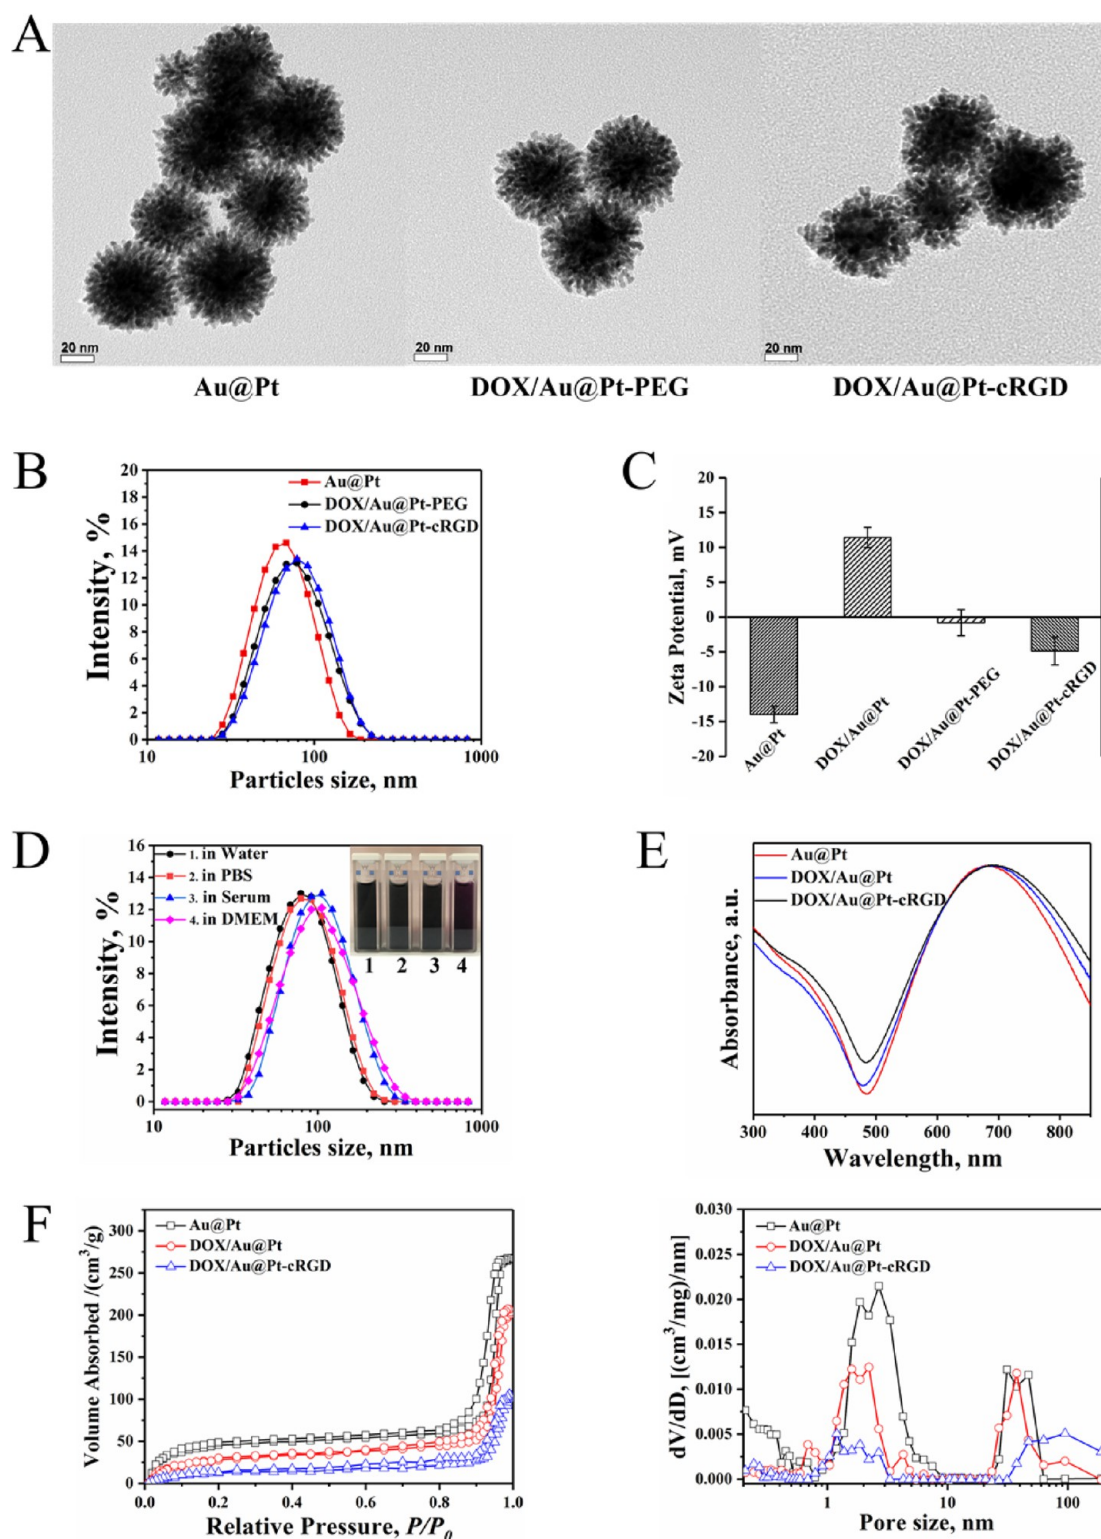 A
20 nm
20 nm
20 nm
Au@Pt
DOX/Au@Pt-PEG
DOX/Au@Pt-cRGD
B
20
18
16
14
12
10
8
6
4
2
0
Intensity, %
Au@Pt
DOX/Au@Pt-PEG
DOX/Au@Pt-cRGD
10
100
1000
Particles size, nm
C
20
15
10
5
0
-5
-10
-15
-20
Zeta Potential, mV
Au@Pt
DOX/Au@Pt
DOX/Au@Pt-PEG
DOX/Au@Pt-cRGD
D
16
14
12
10
8
6
4
2
0
Intensity, %
1. in Water
2. in PBS
3. in Serum
4. in DMEM
1 2 3 4
10
100
1000
Particles size, nm
E
Absorbance, a.u.
Au@Pt
DOX/Au@Pt
DOX/Au@Pt-cRGD
300 400 500 600 700 800
Wavelength, nm
F
300
250
200
150
100
50
0
Volume Absorbed /(cm³/g)
Au@Pt
DOX/Au@Pt
DOX/Au@Pt-cRGD
0.0 0.2 0.4 0.6 0.8 1.0
Relative Pressure, P/P₀
0.030
0.025
0.020
0.015
0.010
0.005
0.000
dV/dD, [(cm³/mg)/nm]
Au@Pt
DOX/Au@Pt
DOX/Au@Pt-cRGD
1
10
100
Pore size, nm